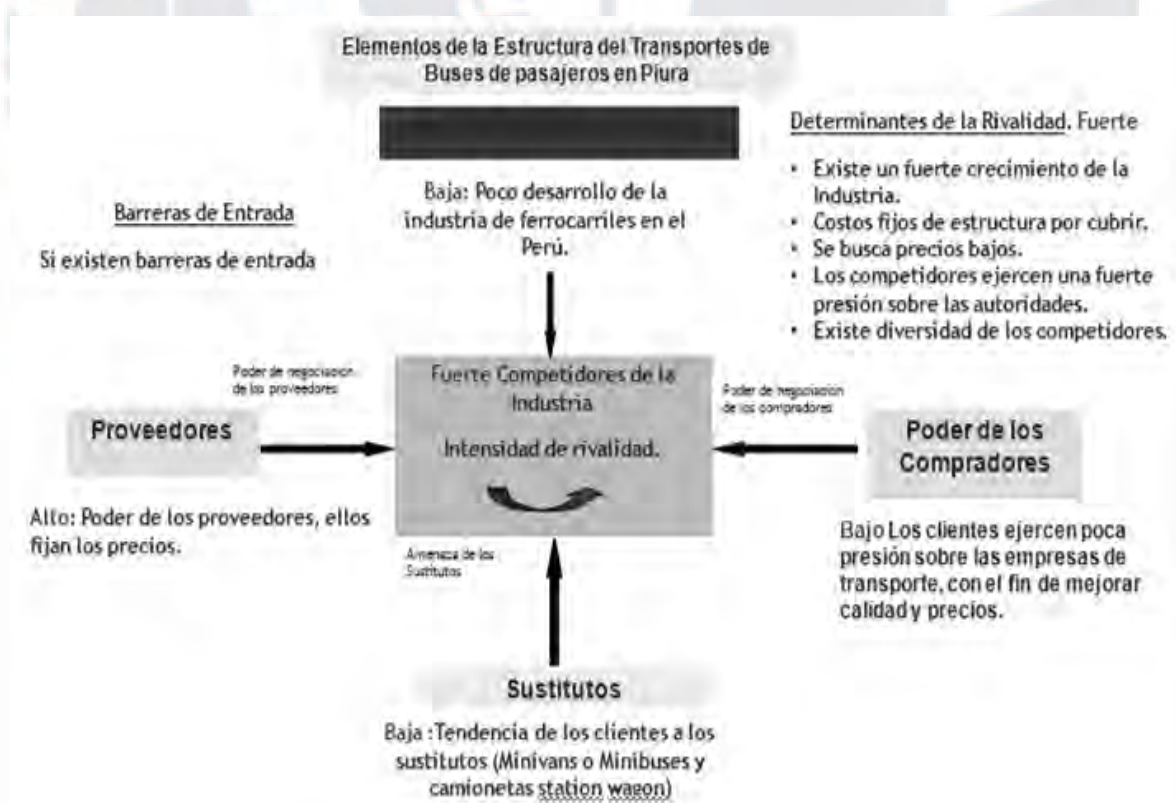 Elementos de la Estructura del Transportes de
Buses de pasajeros en Piura
Determinantes de la Rivalidad. Fuerte
• Existe un fuerte crecimiento de la
Industria.
• Costos fijos de estructura por cubrir.
• Se busca precios bajos.
• Los competidores ejercen una fuerte
presión sobre las autoridades.
• Existe diversidad de los competidores.
Baja: Poco desarrollo de la
industria de ferrocarriles en el
Perú.
Barreras de Entrada
Si existen barreras de entrada
Poder de negociacion
de los proveedores
Fuerte Competidores de la
Industria
Intensidad de rivalidad.
Poder de negociacion
de los compradores
Proveedores
Poder de los
Compradores
Alto: Poder de los proveedores, ellos
fijan los precios.
Bajo Los clientes ejercen poca
presión sobre las empresas de
transporte, con el fin de mejorar
calidad y precios.
Amenaza de los
Sustitutos
Sustitutos
Baja :Tendencia de los clientes a los
sustitutos (Minivans o Minibuses y
camionetas station wagon)